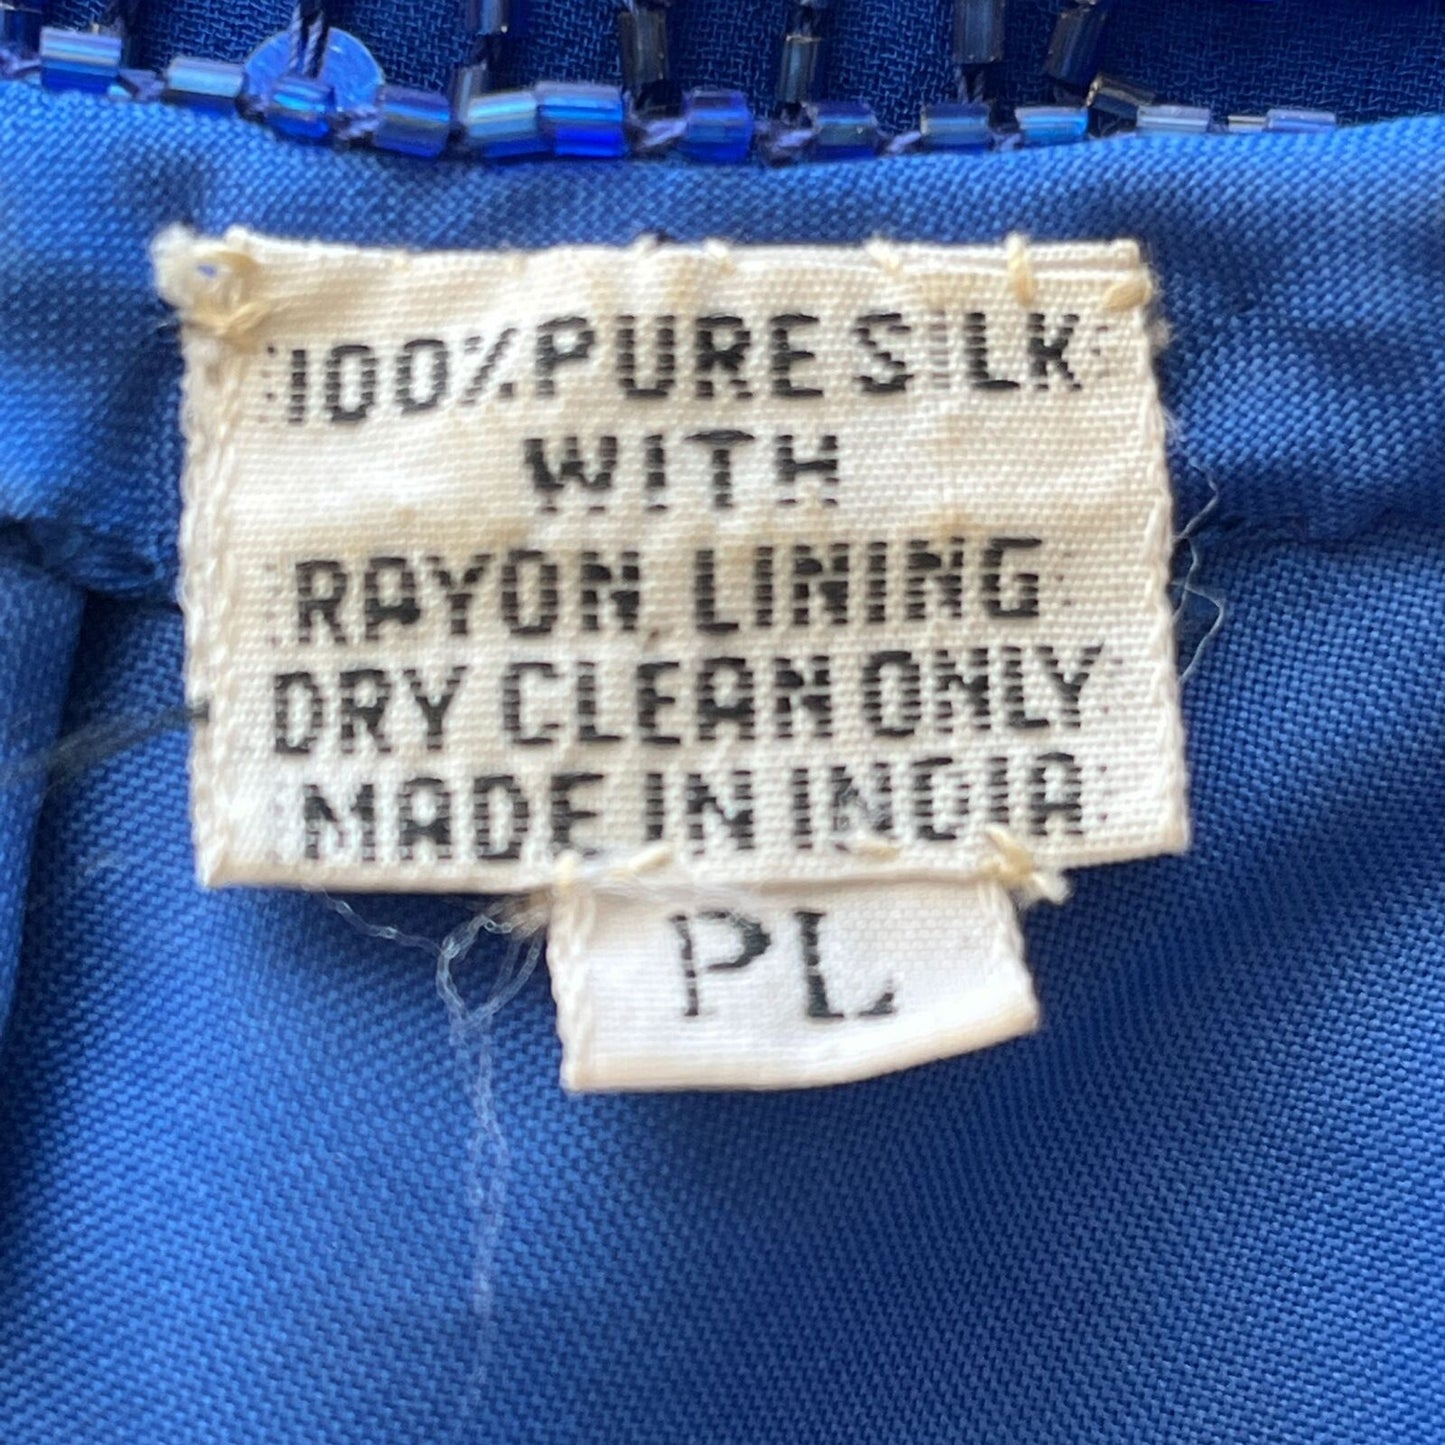 100% PURE SILK
WITH
RAYON LINING
DRY CLEAN ONLY
MADE IN INDIA
PL